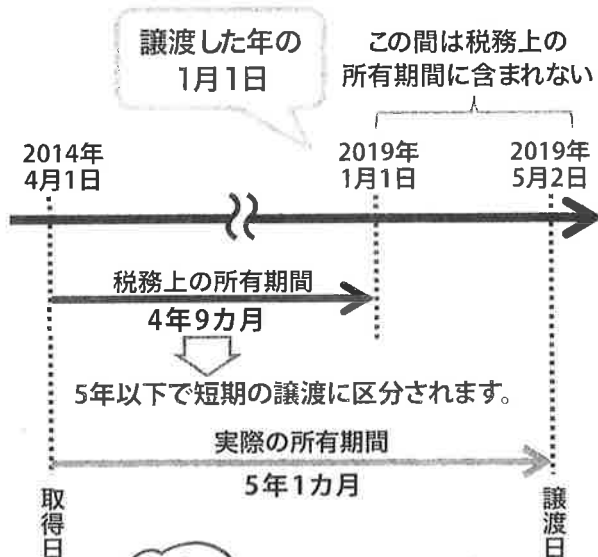 譲渡した年の
1月1日
この間は税務上の
所有期間に含まれない
2014年
4月1日
2019年
1月1日
2019年
5月2日
税務上の所有期間
4年9カ月
5年以下で短期の譲渡に区分されます。
実際の所有期間
5年1カ月
取得日
譲渡日